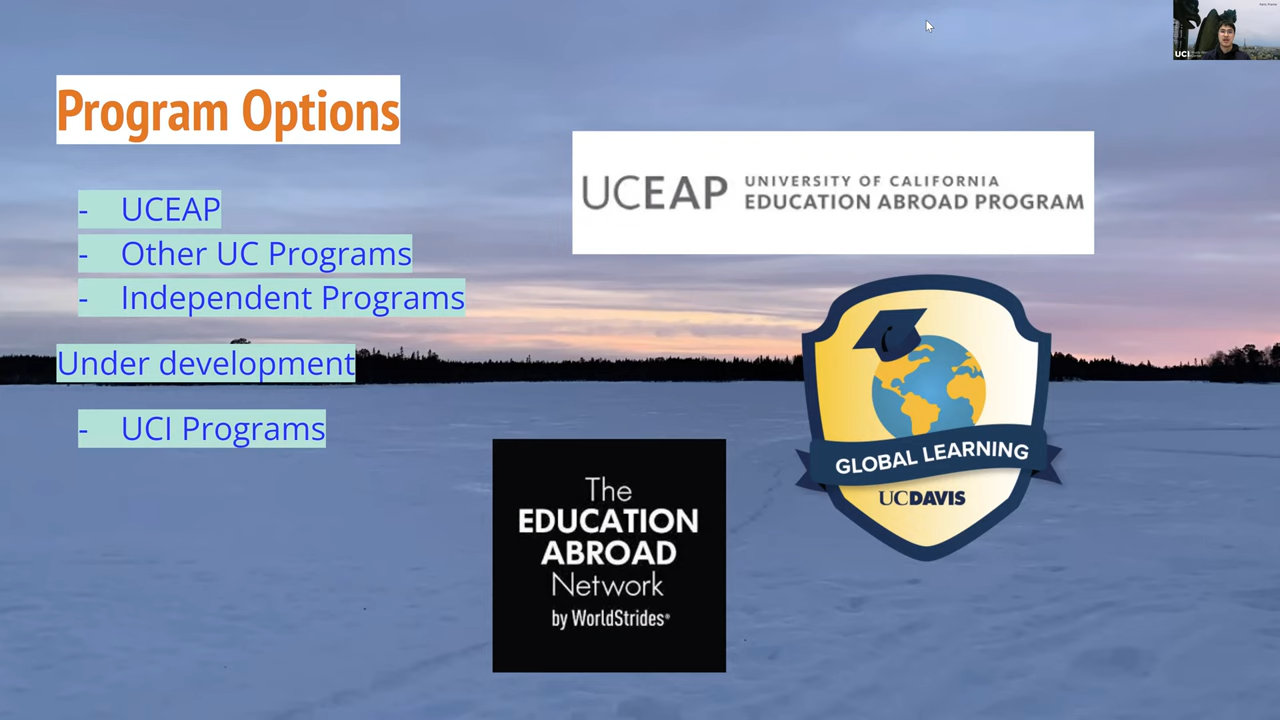 Program Options
- UCEAP
- Other UC Programs
- Independent Programs
Under development
- UCI Programs
UCEAP UNIVERSITY OF CALIFORNIA
EDUCATION ABROAD PROGRAM
GLOBAL LEARNING
UCDAVIS
The
EDUCATION
ABROAD
Network
by WorldStrides®
UCI